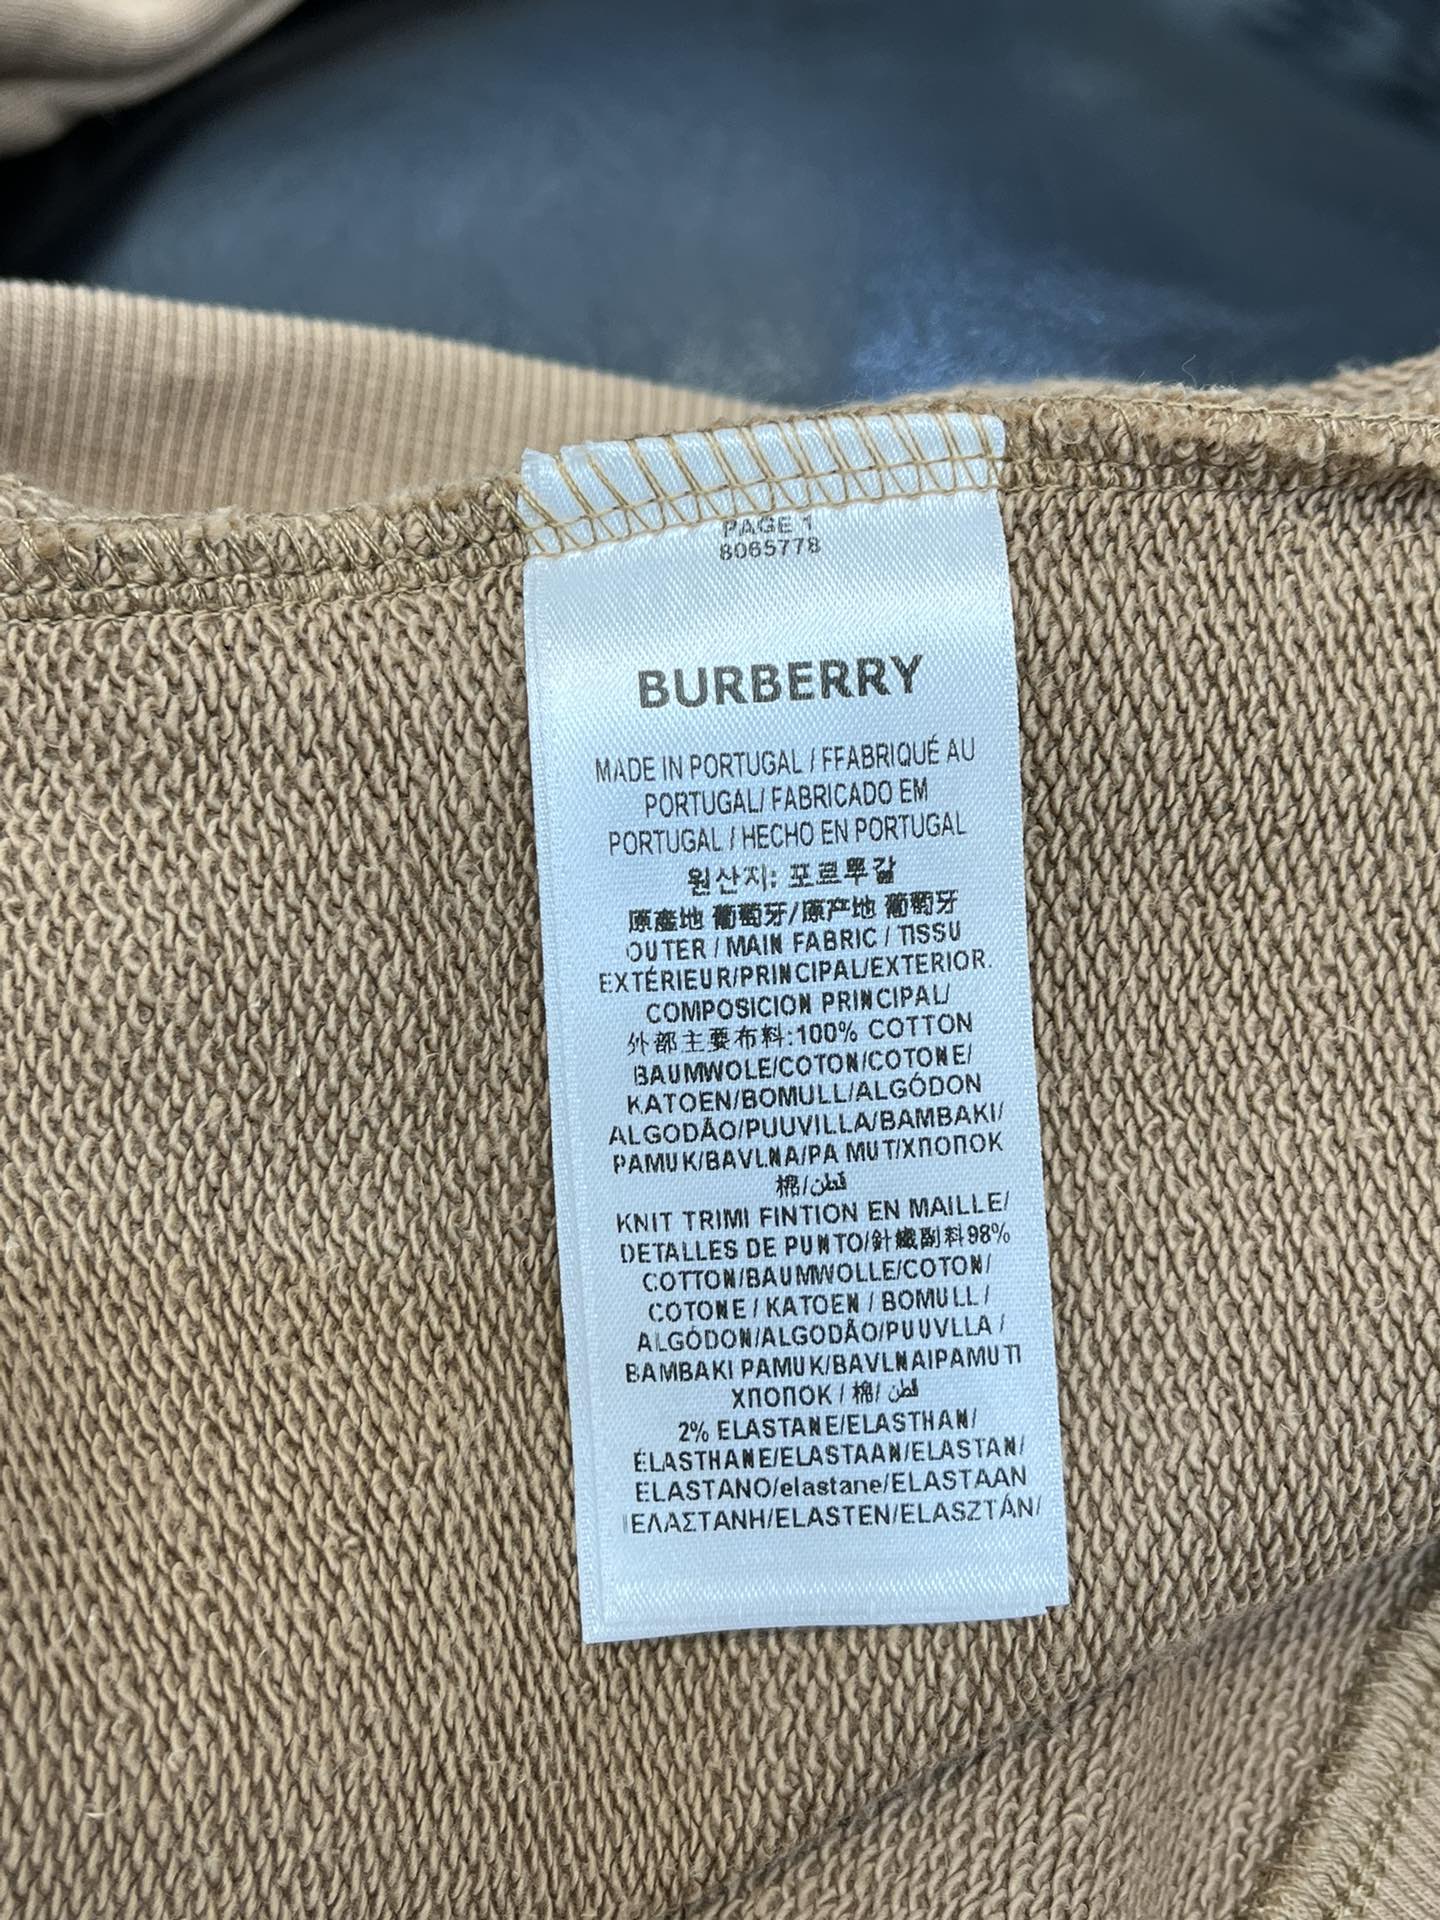 PAGE 1
8065778
BURBERRY
MADE IN PORTUGAL / FFABRIQUÉ AU
PORTUGAL/ FABRICADO EM
PORTUGAL / HECHO EN PORTUGAL
원산지: 포르뚜갈
原產地 葡萄牙/原产地 葡萄牙
OUTER / MAIN FABRIC / TISSU
EXTÉRIEUR/PRINCIPAL/EXTERIOR.
COMPOSICION PRINCIPAL/
外部主要布料:100% COTTON
BAUMWOLE/COTON/COTONE/
KATOEN/BOMULL/ALGÓDON
ALGODÃO/PUUVILLA/BAMBAKI/
PAMUK/BAVLNA/PA MUT/ХПОПОК
棉/قطن
KNIT TRIMI FINTION EN MAILLE/
DETALLES DE PUNTO/針織副料98%
COTTON/BAUMWOLLE/COTON/
COTONE / KATOEN / BOMULL /
ALGÓDON/ALGODÃO/PUUVLLA /
BAMBAKI PAMUK/BAVLNAIPAMUTI
ХПОПОК / 棉/ قطن
2% ELASTANE/ELASTHAN/
ÉLASTHANE/ELASTAAN/ELASTAN/
ELASTANO/elastane/ELASTAAN
IΕΛΑΣΤΑΝΗ/ELASTEN/ELASZTÁN/